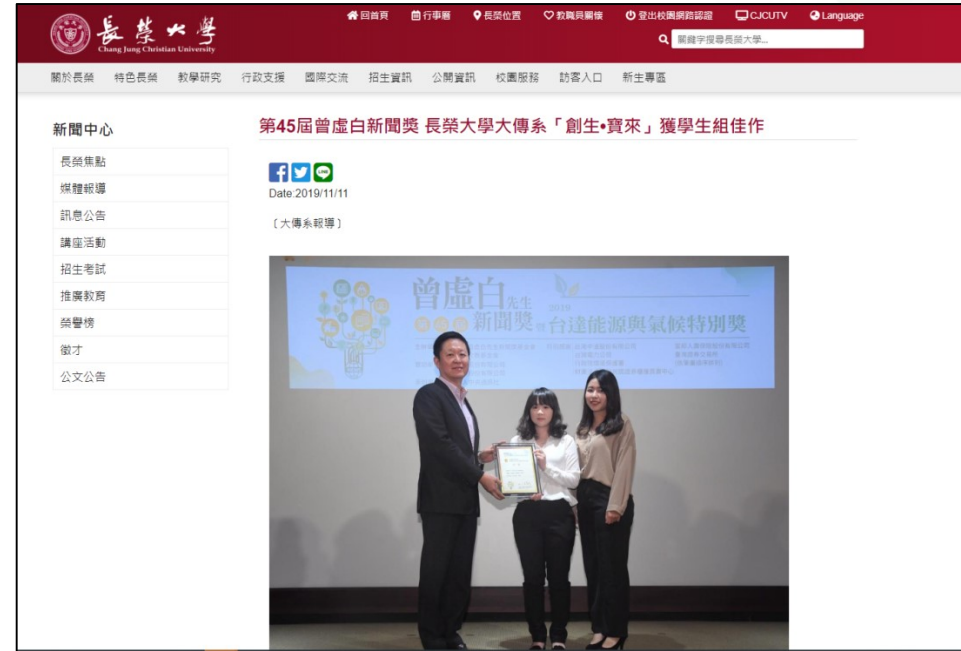 長榮大學
Chang Jung Christian University
回首頁 行事曆 長榮位置 教職員關懷 登出校園網路認證 CJCUTV Language
關鍵字搜尋長榮大學...
關於長榮 特色長榮 教學研究 行政支援 國際交流 招生資訊 公開資訊 校園服務 訪客入口 新生專區
新聞中心
長榮焦點
媒體報導
訊息公告
講座活動
招生考試
推廣教育
榮譽榜
徵才
公文公告
第45屆曾虛白新聞獎 長榮大學大傳系「創生•寶來」獲學生組佳作
Date:2019/11/11
〔大傳系報導〕
曾虛白先生
新聞獎
台達能源與氣候特別獎